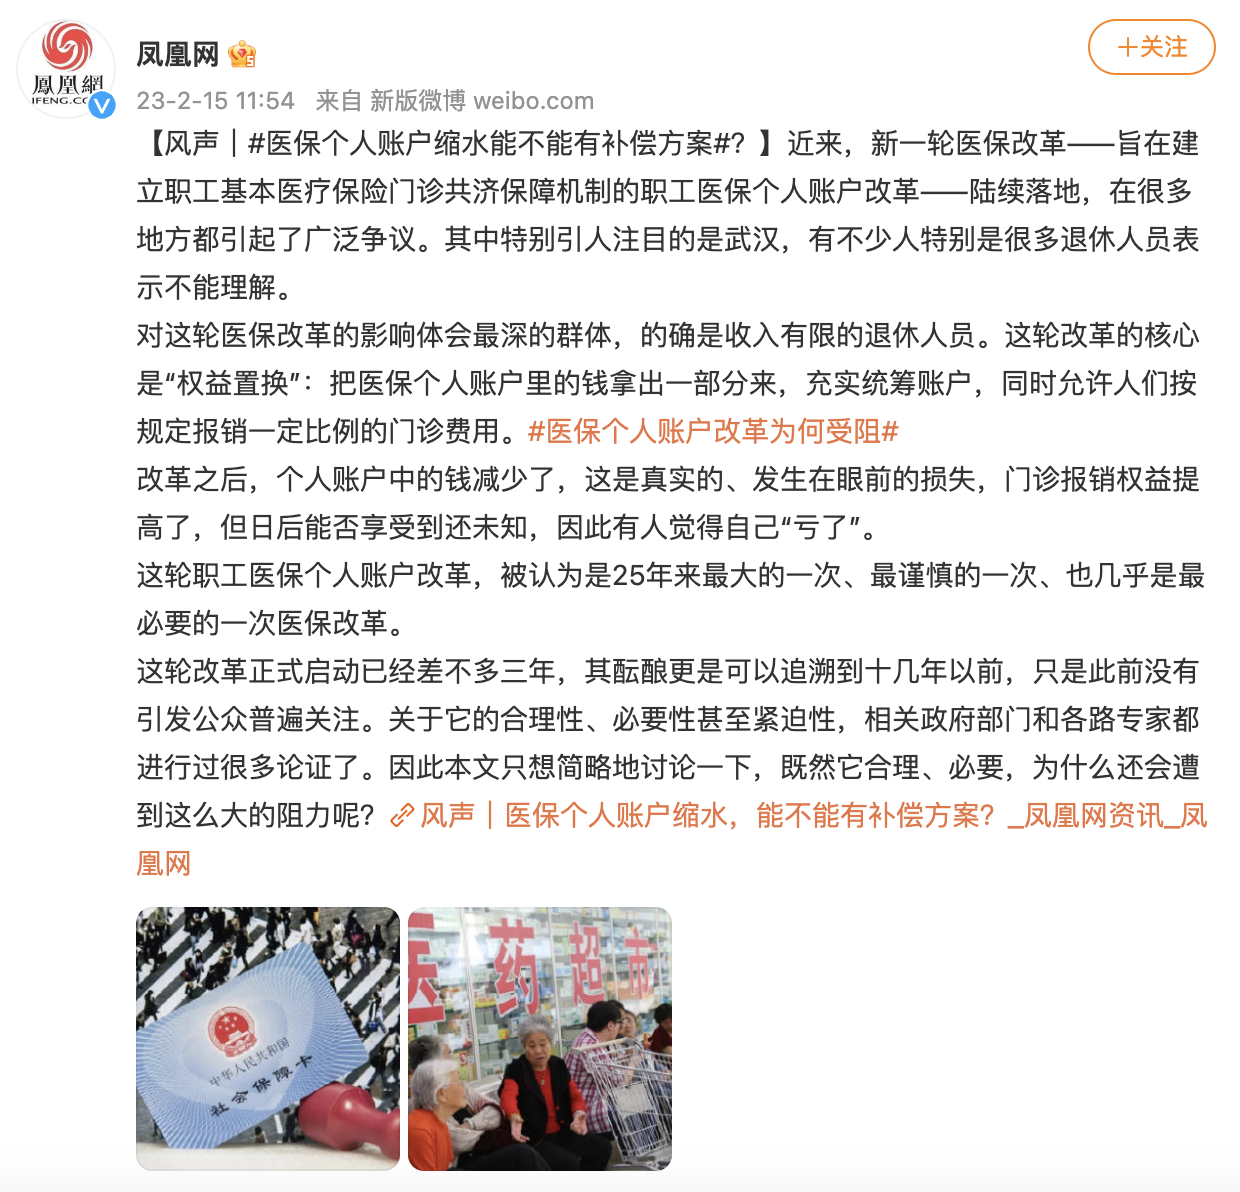 鳳凰網
IFENG.C
凤凰网
+关注
23-2-15 11:54 来自 新版微博 weibo.com
【风声｜#医保个人账户缩水能不能有补偿方案#？】近来，新一轮医保改革——旨在建
立职工基本医疗保险门诊共济保障机制的职工医保个人账户改革——陆续落地，在很多
地方都引起了广泛争议。其中特别引人注目的是武汉，有不少人特别是很多退休人员表
示不能理解。
对这轮医保改革的影响体会最深的群体，的确是收入有限的退休人员。这轮改革的核心
是“权益置换”：把医保个人账户里的钱拿出一部分来，充实统筹账户，同时允许人们按
规定报销一定比例的门诊费用。#医保个人账户改革为何受阻#
改革之后，个人账户中的钱减少了，这是真实的、发生在眼前的损失，门诊报销权益提
高了，但日后能否享受到还未知，因此有人觉得自己“亏了”。
这轮职工医保个人账户改革，被认为是25年来最大的一次、最谨慎的一次、也几乎是最
必要的一次医保改革。
这轮改革正式启动已经差不多三年，其酝酿更是可以追溯到十几年以前，只是此前没有
引发公众普遍关注。关于它的合理性、必要性甚至紧迫性，相关政府部门和各路专家都
进行过很多论证了。因此本文只想简略地讨论一下，既然它合理、必要，为什么还会遭
到这么大的阻力呢？风声｜医保个人账户缩水，能不能有补偿方案？_凤凰网资讯_凤
凰网
中华人民共和国
社会保障卡
医药超市